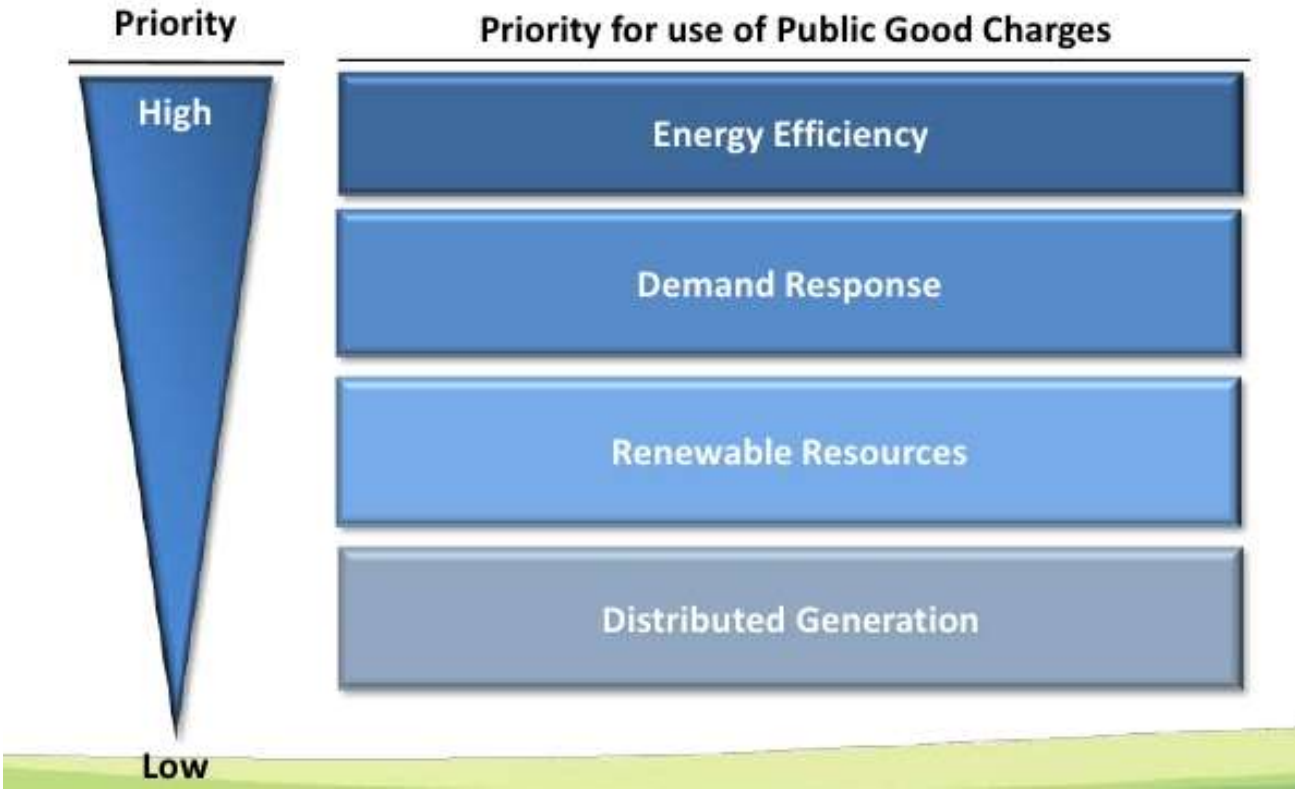 Priority
Priority for use of Public Good Charges
High
Energy Efficiency
Demand Response
Renewable Resources
Distributed Generation
Low